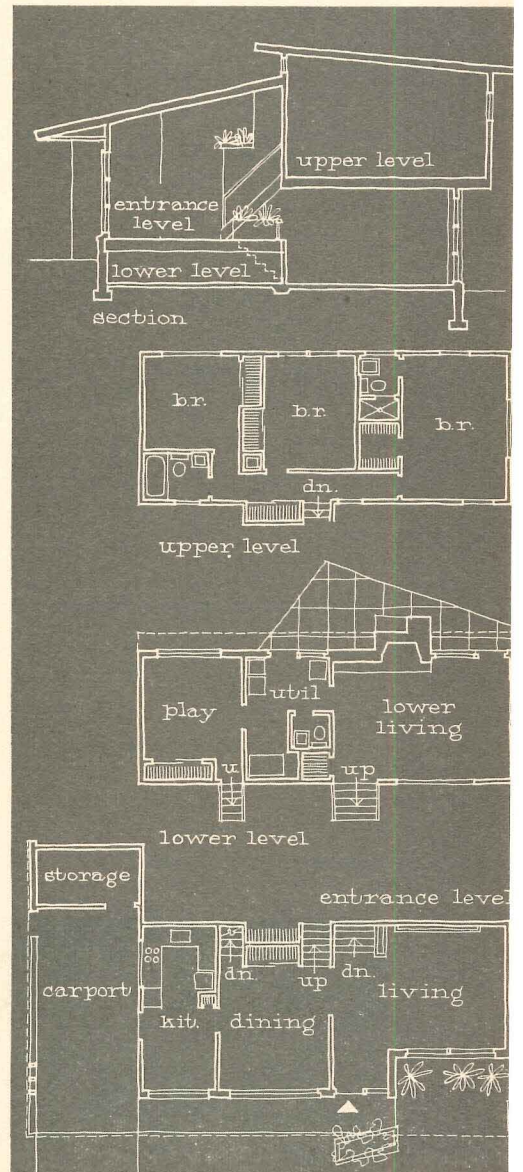 upper level
entrance
level
lower level
section
b.r.
b.r.
b.r.
dn.
upper level
play
util
lower
living
u
up
lower level
storage
entrance level
carport
dn.
up
dn.
living
kit.
dining